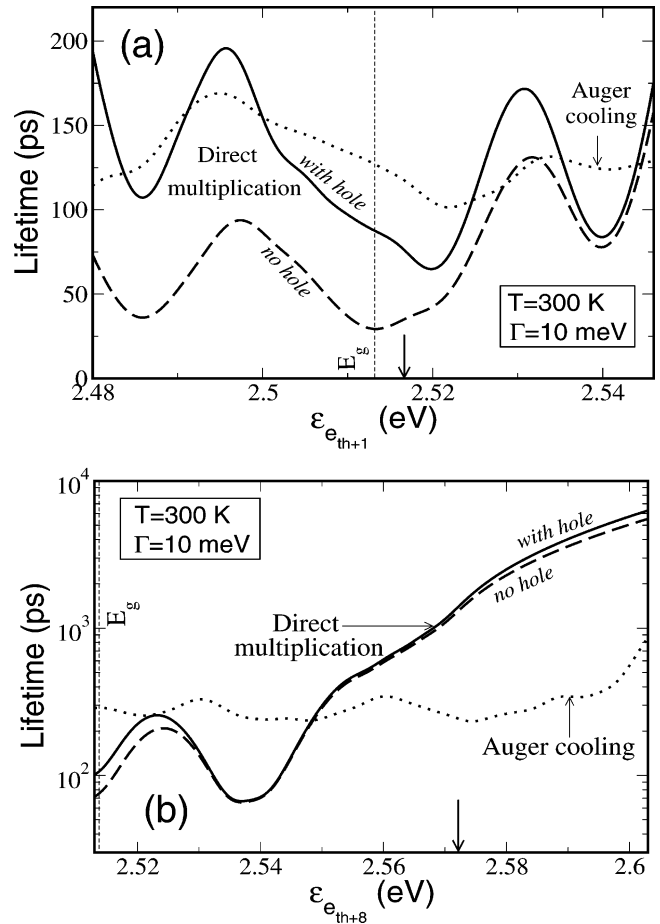 (a)
200
150
100
50
0
Lifetime (ps)
Auger
cooling
Direct
multiplication
with hole
no hole
T=300 K
Γ=10 meV
E_g
2.48
2.5
2.52
2.54
ε_{e_{th+1}} (eV)
10^4
10^3
10^2
Lifetime (ps)
T=300 K
Γ=10 meV
E_g
with hole
no hole
Direct
multiplication
Auger cooling
(b)
2.52
2.54
2.56
2.58
2.6
ε_{e_{th+8}} (eV)